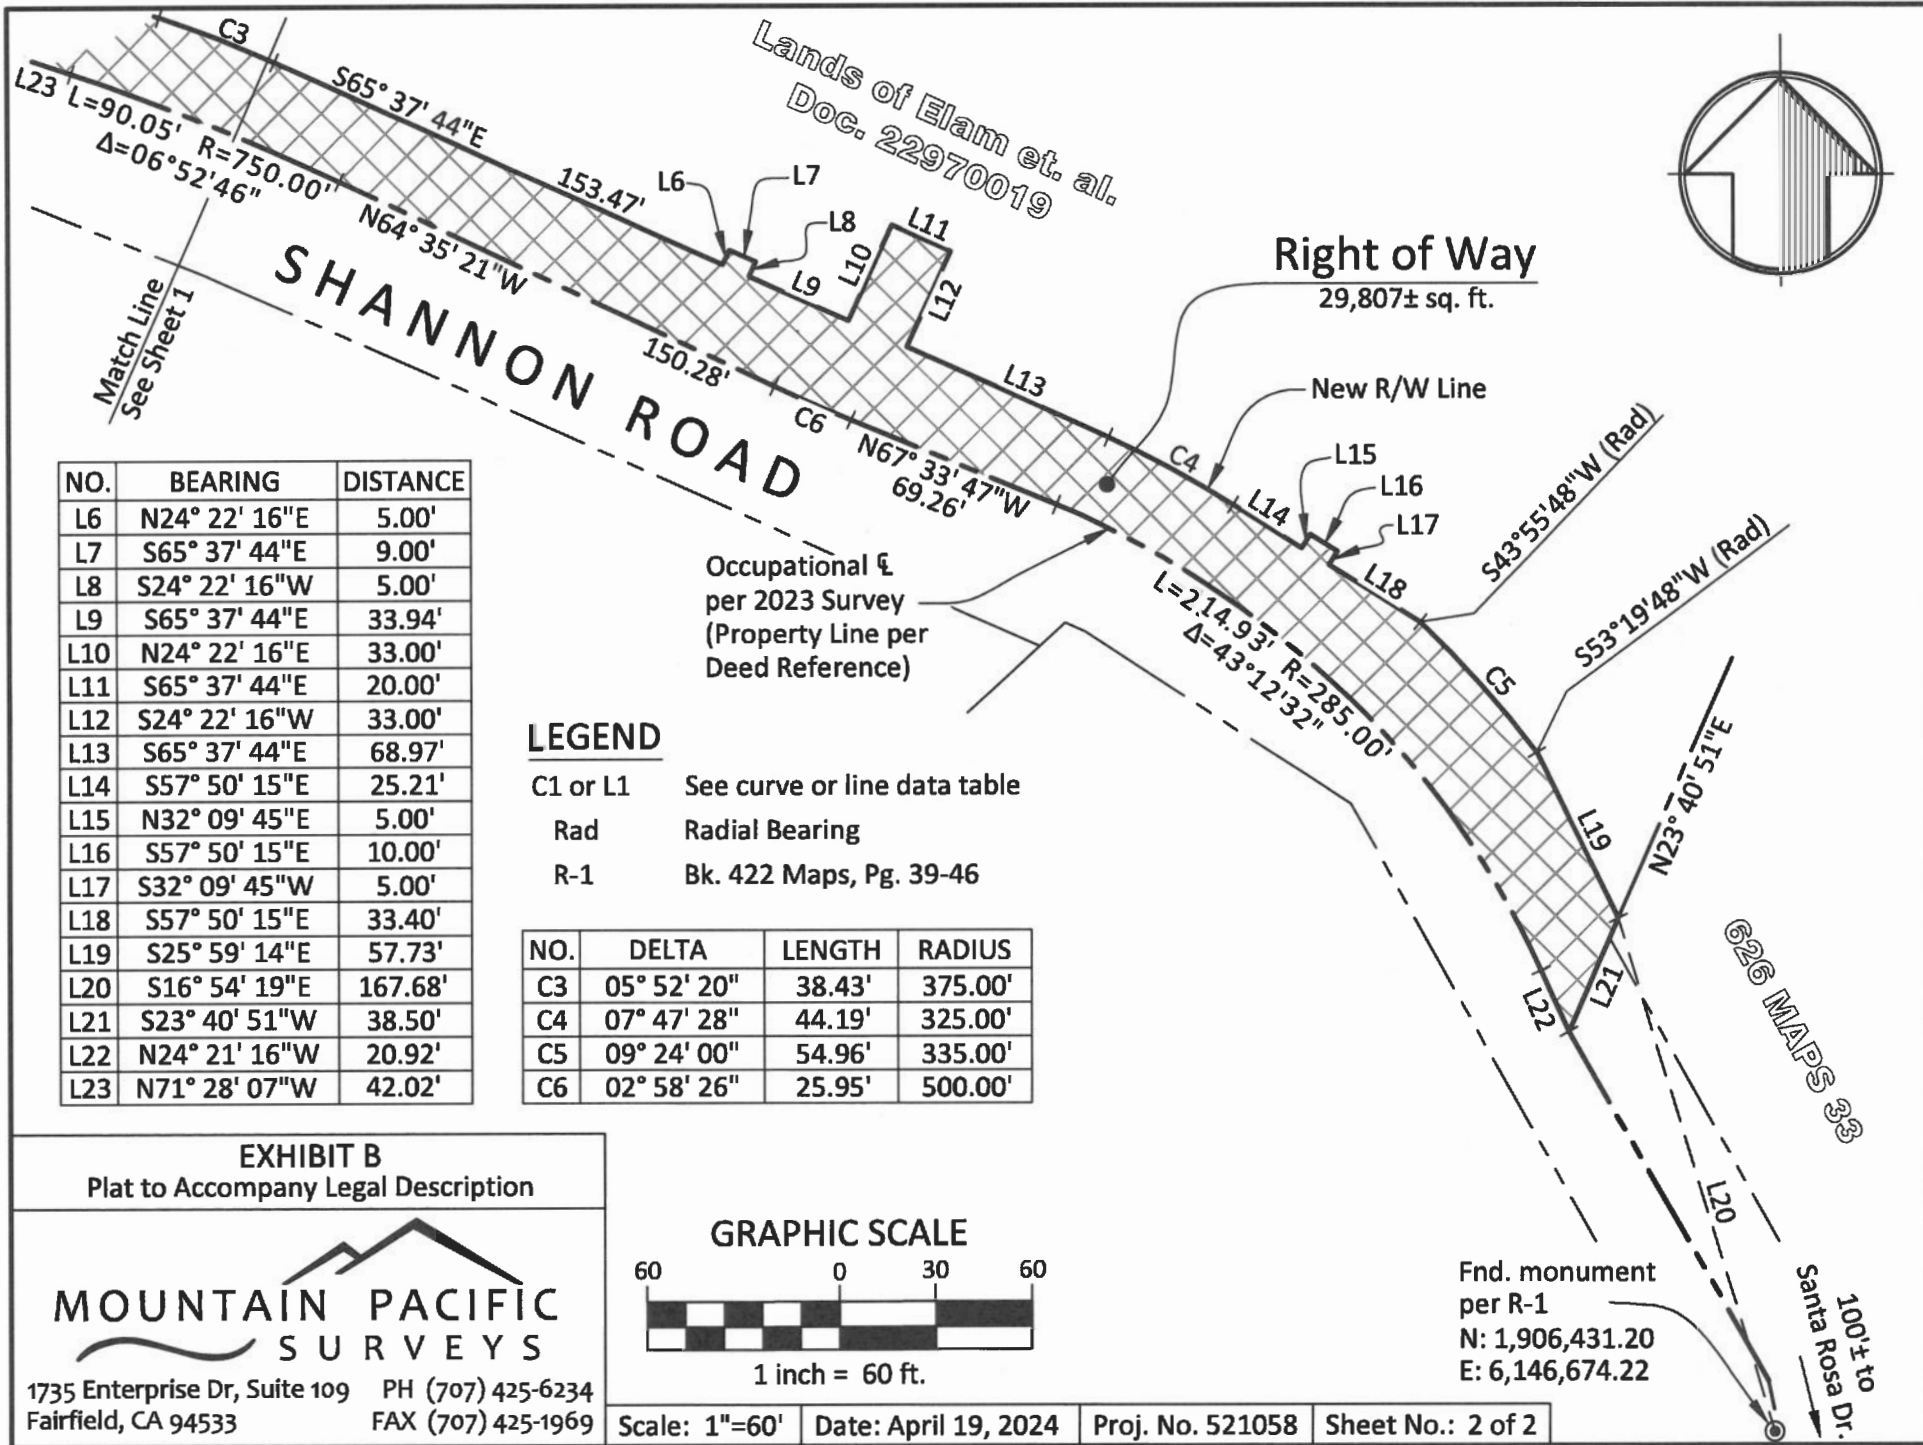 C3
S65° 37' 44"E
153.47'
L23
L=90.05' R=750.00'
Δ=06°52'46"
N64° 35' 21"W
150.28'
C6
N67° 33' 47"W
69.26'
Match Line
See Sheet 1
SHANNON ROAD
Lands of Elam et. al.
Doc. 22970019
L6
L7
L8
L9
L10
L11
L12
L13
Right of Way
29,807± sq. ft.
New R/W Line
C4
L14
L15
L16
L17
L18
S43°55'48"W (Rad)
S53°19'48"W (Rad)
C5
L19
N23° 40' 51"E
L=214.93' R=285.00'
Δ=43°12'32"
L21
L22
L20
626 MAPS 33
Occupational ℄
per 2023 Survey
(Property Line per
Deed Reference)
NO. BEARING DISTANCE
L6 N24° 22' 16"E 5.00'
L7 S65° 37' 44"E 9.00'
L8 S24° 22' 16"W 5.00'
L9 S65° 37' 44"E 33.94'
L10 N24° 22' 16"E 33.00'
L11 S65° 37' 44"E 20.00'
L12 S24° 22' 16"W 33.00'
L13 S65° 37' 44"E 68.97'
L14 S57° 50' 15"E 25.21'
L15 N32° 09' 45"E 5.00'
L16 S57° 50' 15"E 10.00'
L17 S32° 09' 45"W 5.00'
L18 S57° 50' 15"E 33.40'
L19 S25° 59' 14"E 57.73'
L20 S16° 54' 19"E 167.68'
L21 S23° 40' 51"W 38.50'
L22 N24° 21' 16"W 20.92'
L23 N71° 28' 07"W 42.02'
LEGEND
C1 or L1 See curve or line data table
Rad Radial Bearing
R-1 Bk. 422 Maps, Pg. 39-46
NO. DELTA LENGTH RADIUS
C3 05° 52' 20" 38.43' 375.00'
C4 07° 47' 28" 44.19' 325.00'
C5 09° 24' 00" 54.96' 335.00'
C6 02° 58' 26" 25.95' 500.00'
EXHIBIT B
Plat to Accompany Legal Description
MOUNTAIN PACIFIC
SURVEYS
1735 Enterprise Dr, Suite 109 PH (707) 425-6234
Fairfield, CA 94533 FAX (707) 425-1969
GRAPHIC SCALE
60 0 30 60
1 inch = 60 ft.
Fnd. monument
per R-1
N: 1,906,431.20
E: 6,146,674.22
100'± to
Santa Rosa Dr.
Scale: 1"=60' Date: April 19, 2024 Proj. No. 521058 Sheet No.: 2 of 2